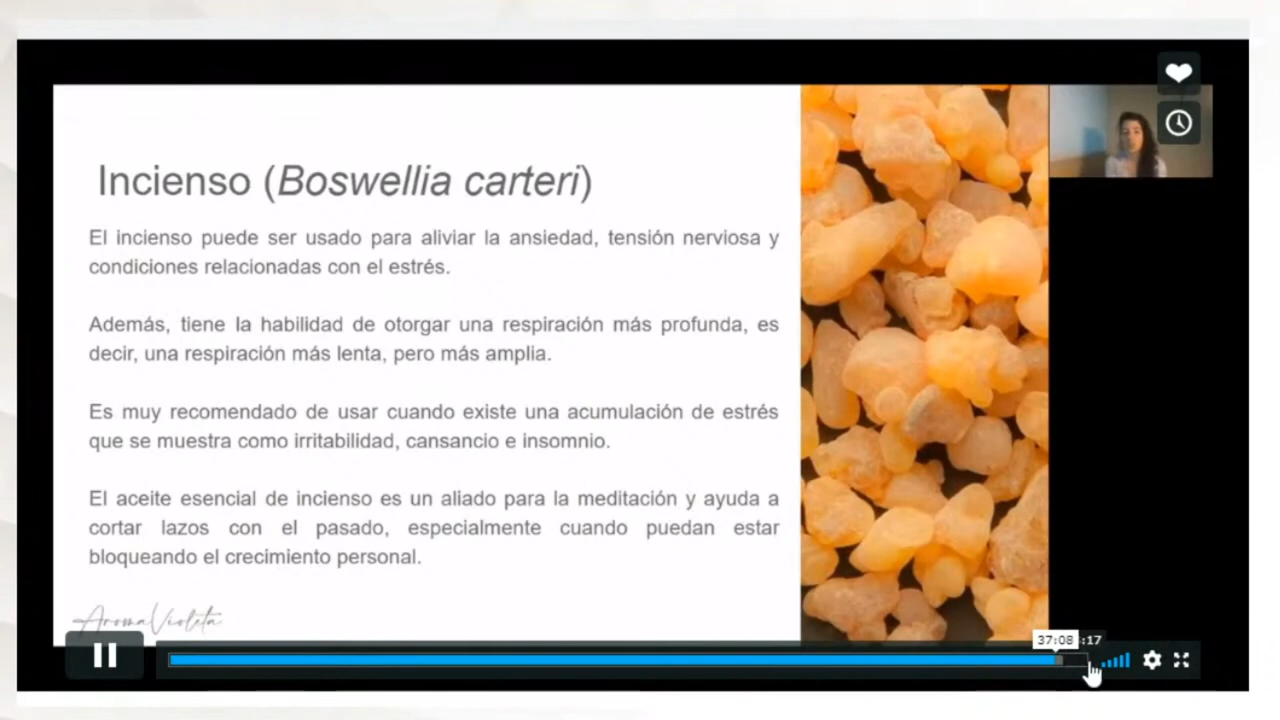 Incienso (Boswellia carteri)
El incienso puede ser usado para aliviar la ansiedad, tensión nerviosa y
condiciones relacionadas con el estrés.
Además, tiene la habilidad de otorgar una respiración más profunda, es
decir, una respiración más lenta, pero más amplia.
Es muy recomendado de usar cuando existe una acumulación de estrés
que se muestra como irritabilidad, cansancio e insomnio.
El aceite esencial de incienso es un aliado para la meditación y ayuda a
cortar lazos con el pasado, especialmente cuando puedan estar
bloqueando el crecimiento personal.
AromaVioleta
37:08 :17